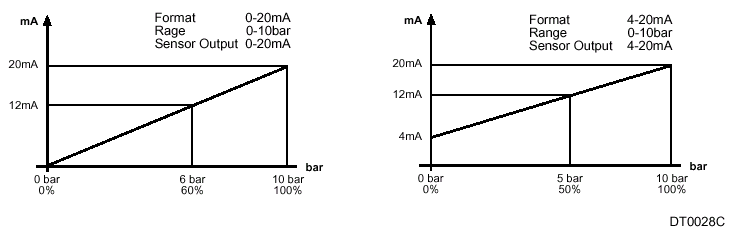 mA
Format 0-20mA
Rage 0-10bar
Sensor Output 0-20mA
20mA
12mA
bar
0 bar 6 bar 10 bar
0% 60% 100%
mA
Format 4-20mA
Range 0-10bar
Sensor Output 4-20mA
20mA
12mA
4mA
bar
0 bar 5 bar 10 bar
0% 50% 100%
DT0028C